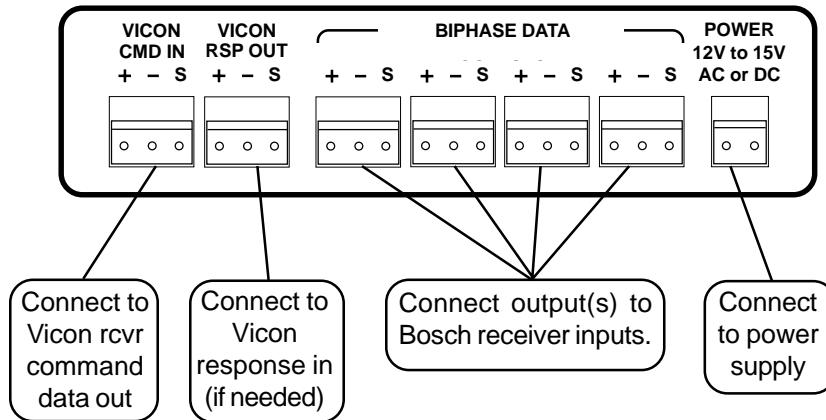 VICON
CMD IN
VICON
RSP OUT
BIPHASE DATA
POWER
12V to 15V
AC or DC
+ – S
+ – S
+ – S
+ – S
+ – S
+ – S
Connect to
Vicon rcvr
command
data out
Connect to
Vicon
response in
(if needed)
Connect output(s) to
Bosch receiver inputs.
Connect
to power
supply